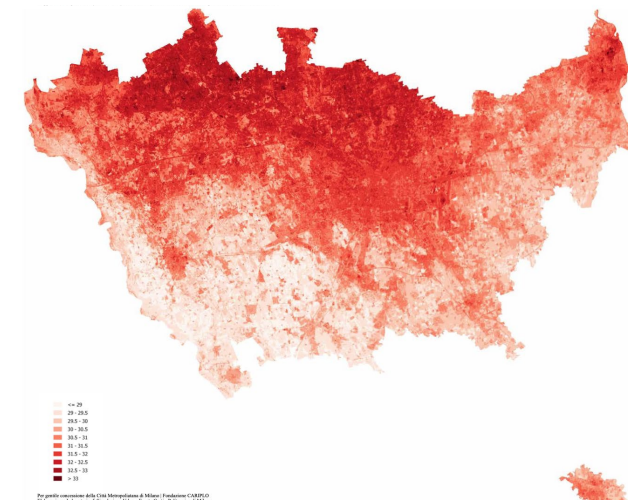 <= 29
29 - 29.5
29.5 - 30
30 - 30.5
30.5 - 31
31 - 31.5
31.5 - 32
32 - 32.5
32.5 - 33
> 33
Per gentile concessione della Città Metropolitana di Milano | Fondazione CARIPLO